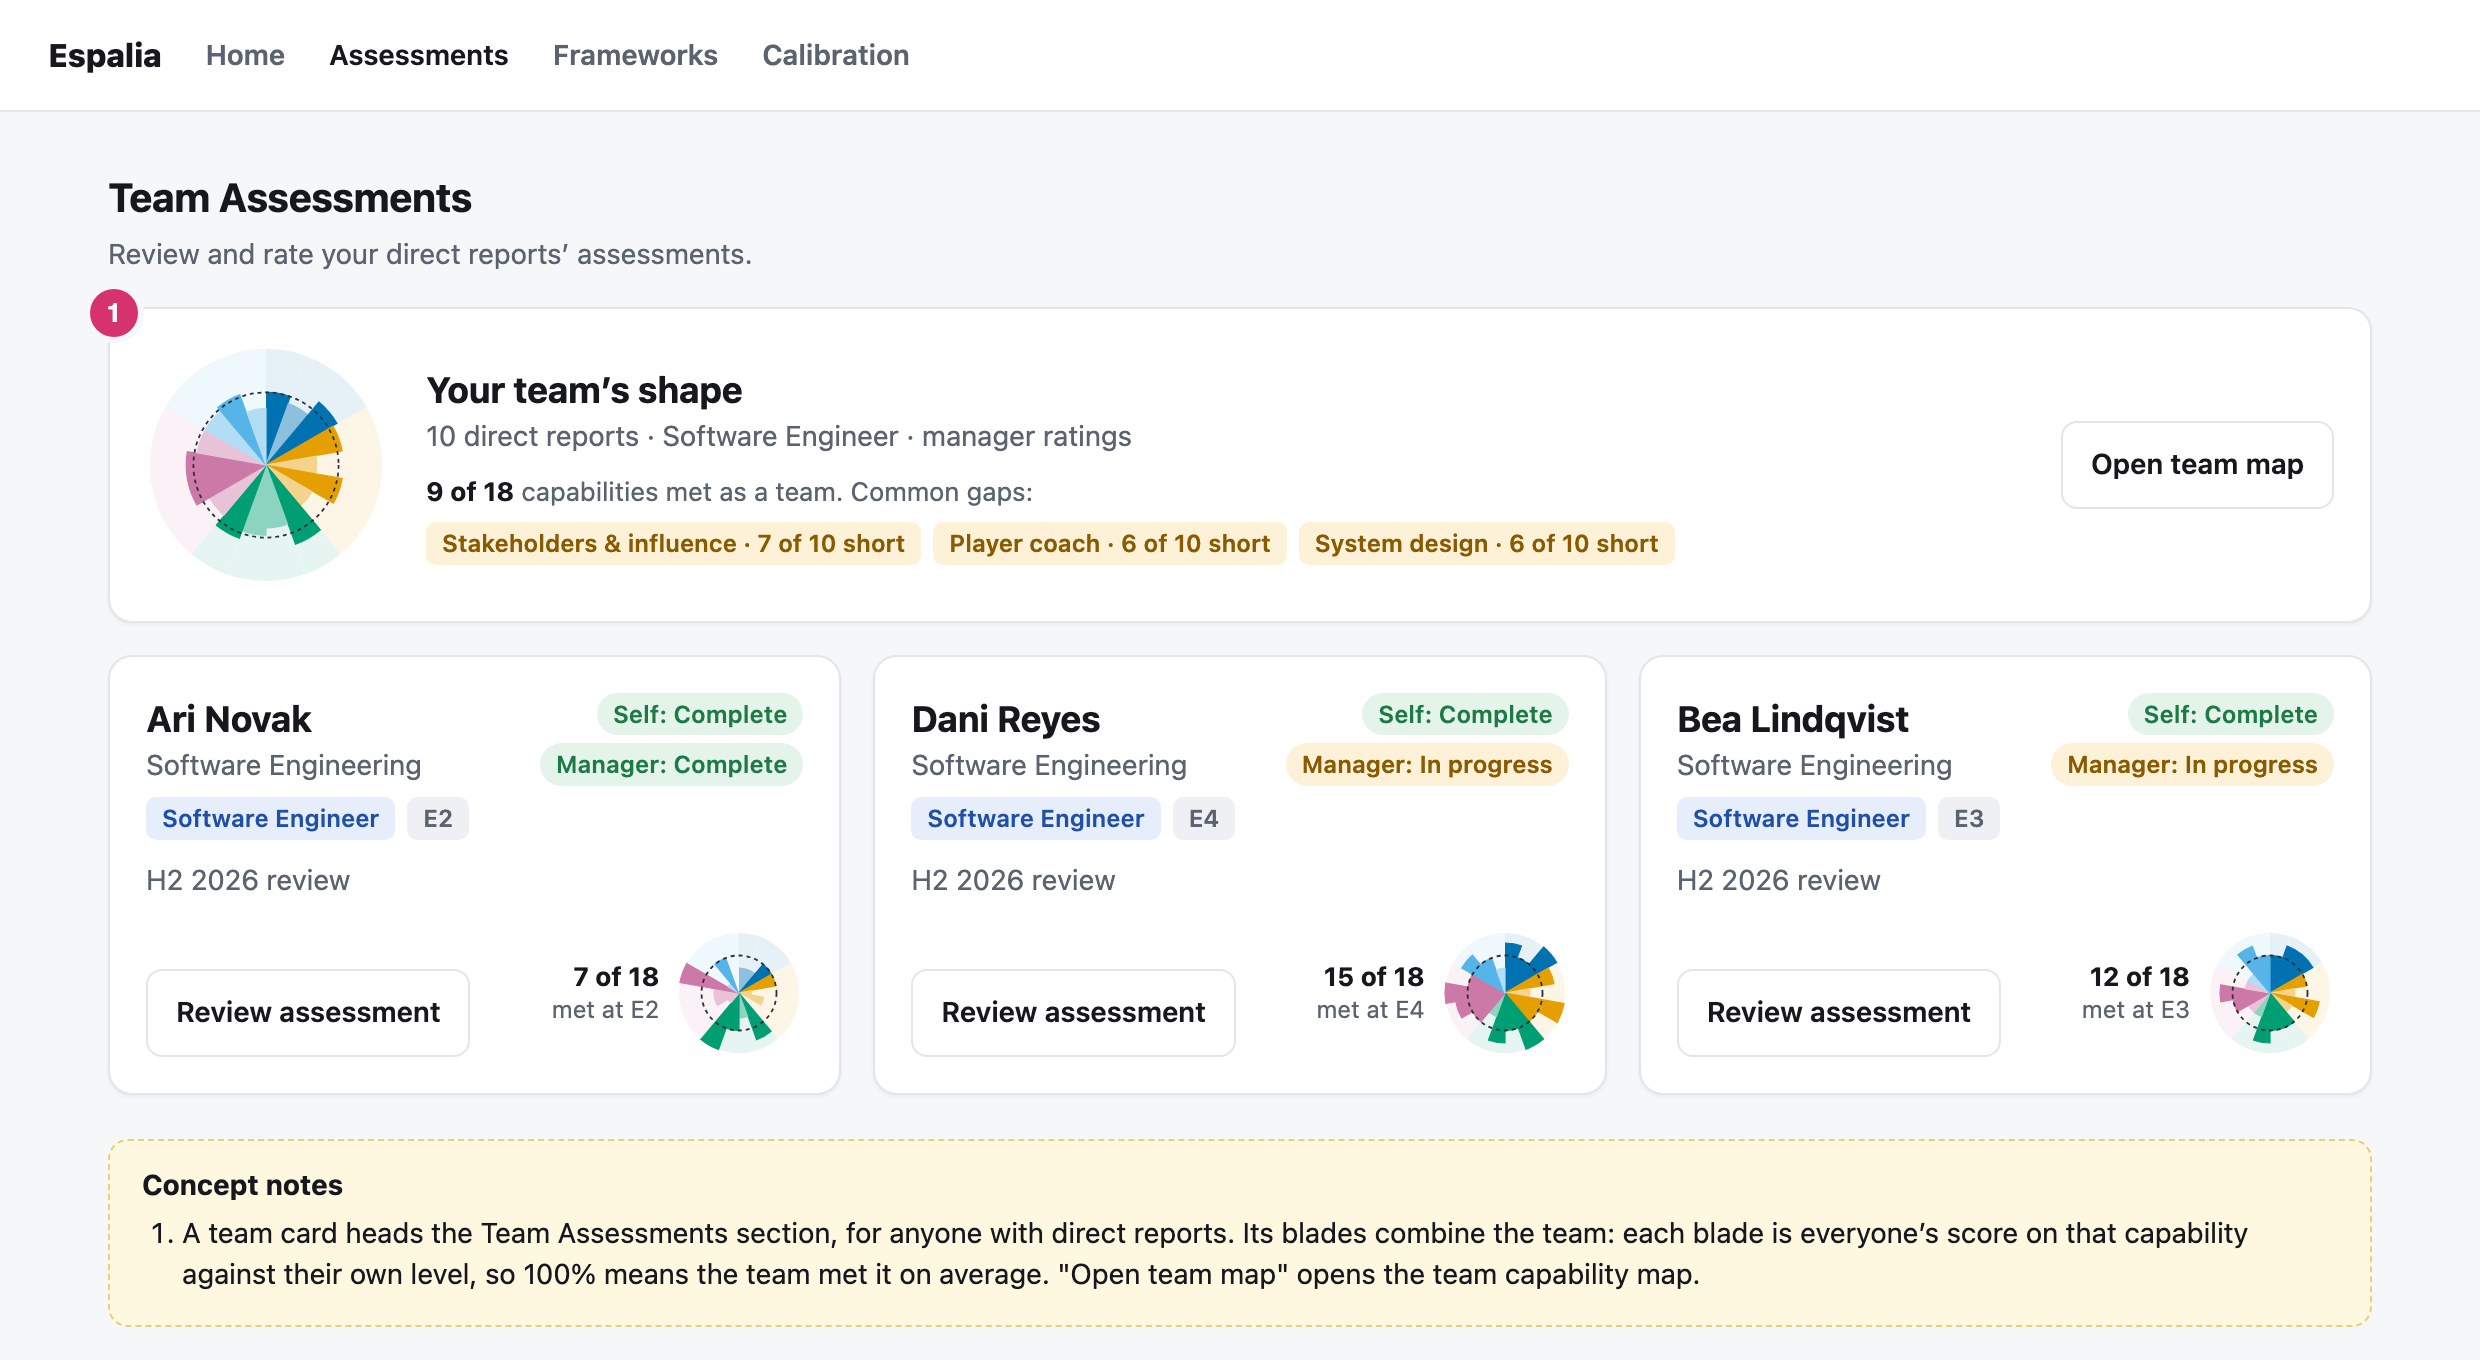 Espalia Home Assessments Frameworks Calibration
Team Assessments
Review and rate your direct reports’ assessments.
1
Your team’s shape
10 direct reports · Software Engineer · manager ratings
9 of 18 capabilities met as a team. Common gaps:
Stakeholders & influence · 7 of 10 short Player coach · 6 of 10 short System design · 6 of 10 short
Open team map
Ari Novak
Self: Complete
Software Engineering
Manager: Complete
Software Engineer E2
H2 2026 review
Review assessment
7 of 18
met at E2
Dani Reyes
Self: Complete
Software Engineering
Manager: In progress
Software Engineer E4
H2 2026 review
Review assessment
15 of 18
met at E4
Bea Lindqvist
Self: Complete
Software Engineering
Manager: In progress
Software Engineer E3
H2 2026 review
Review assessment
12 of 18
met at E3
Concept notes
1. A team card heads the Team Assessments section, for anyone with direct reports. Its blades combine the team: each blade is everyone’s score on that capability
against their own level, so 100% means the team met it on average. "Open team map" opens the team capability map.